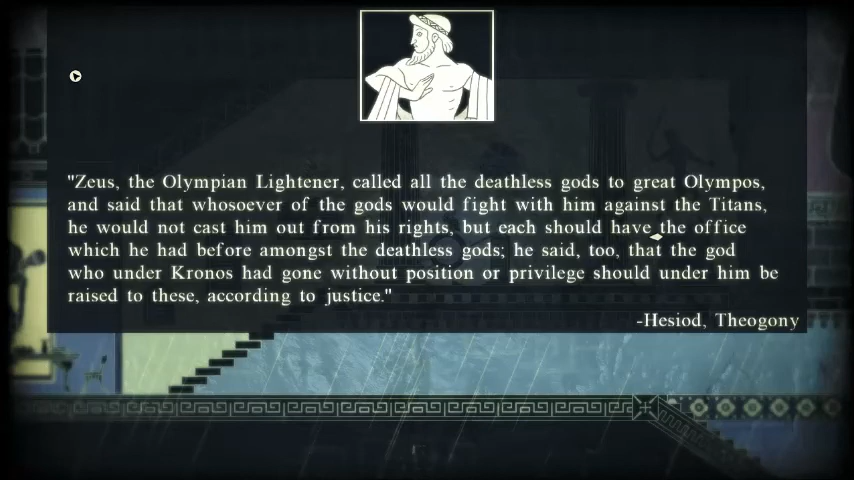 "Zeus, the Olympian Lightener, called all the deathless gods to great Olympos,
and said that whosoever of the gods would fight with him against the Titans,
he would not cast him out from his rights, but each should have the office
which he had before amongst the deathless gods; he said, too, that the god
who under Kronos had gone without position or privilege should under him be
raised to these, according to justice."
-Hesiod, Theogony